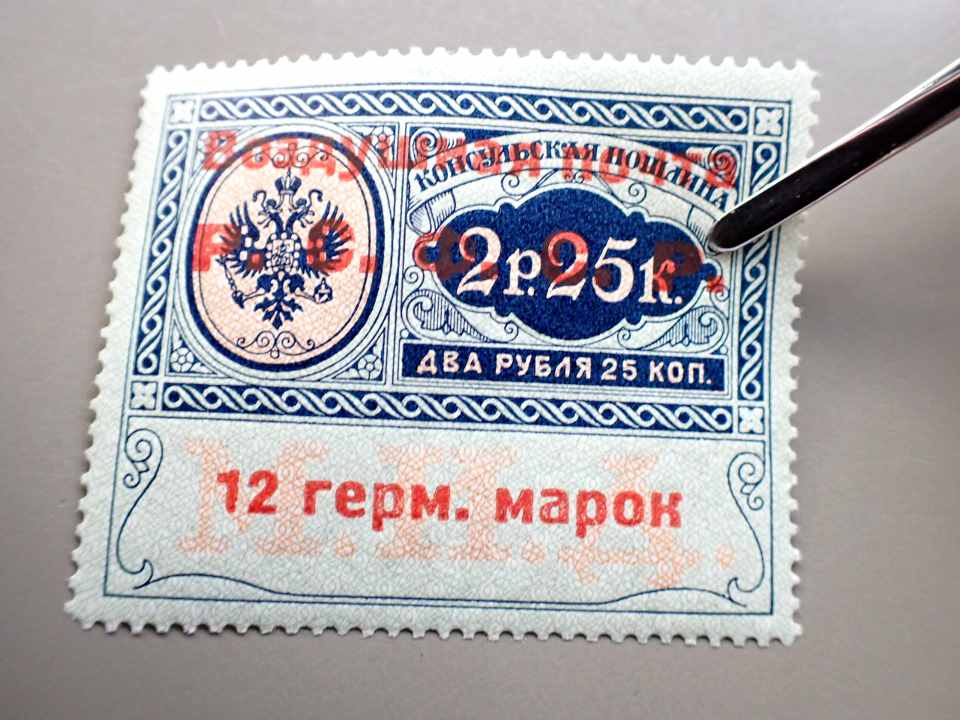 Воздушная почта
Р. С. Ф. С. Р.
КОНСУЛЬСКАЯ ПОШЛИНА
2р.25к.
ДВА РУБЛЯ 25 КОП.
М.И.Д.
12 герм. марок